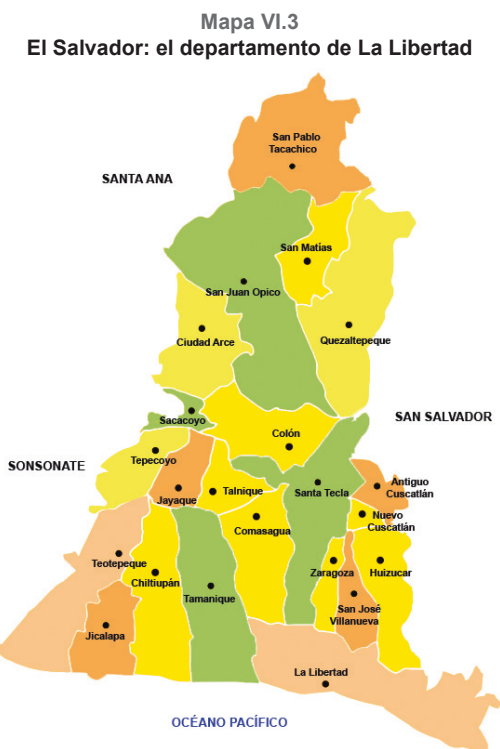 Mapa VI.3
El Salvador: el departamento de La Libertad
San Pablo
Tacachico
SANTA ANA
San Matías
San Juan Opico
Ciudad Arce
Quezaltepeque
Sacacoyo
SAN SALVADOR
Colón
SONSONATE
Tepecoyo
Jayaque
Talnique
Santa Tecla
Antiguo
Cuscatlán
Nuevo
Cuscatlán
Comasagua
Teotepeque
Chiltiupán
Tamanique
Zaragoza
Huizucar
San José
Villanueva
Jicalapa
La Libertad
OCÉANO PACÍFICO